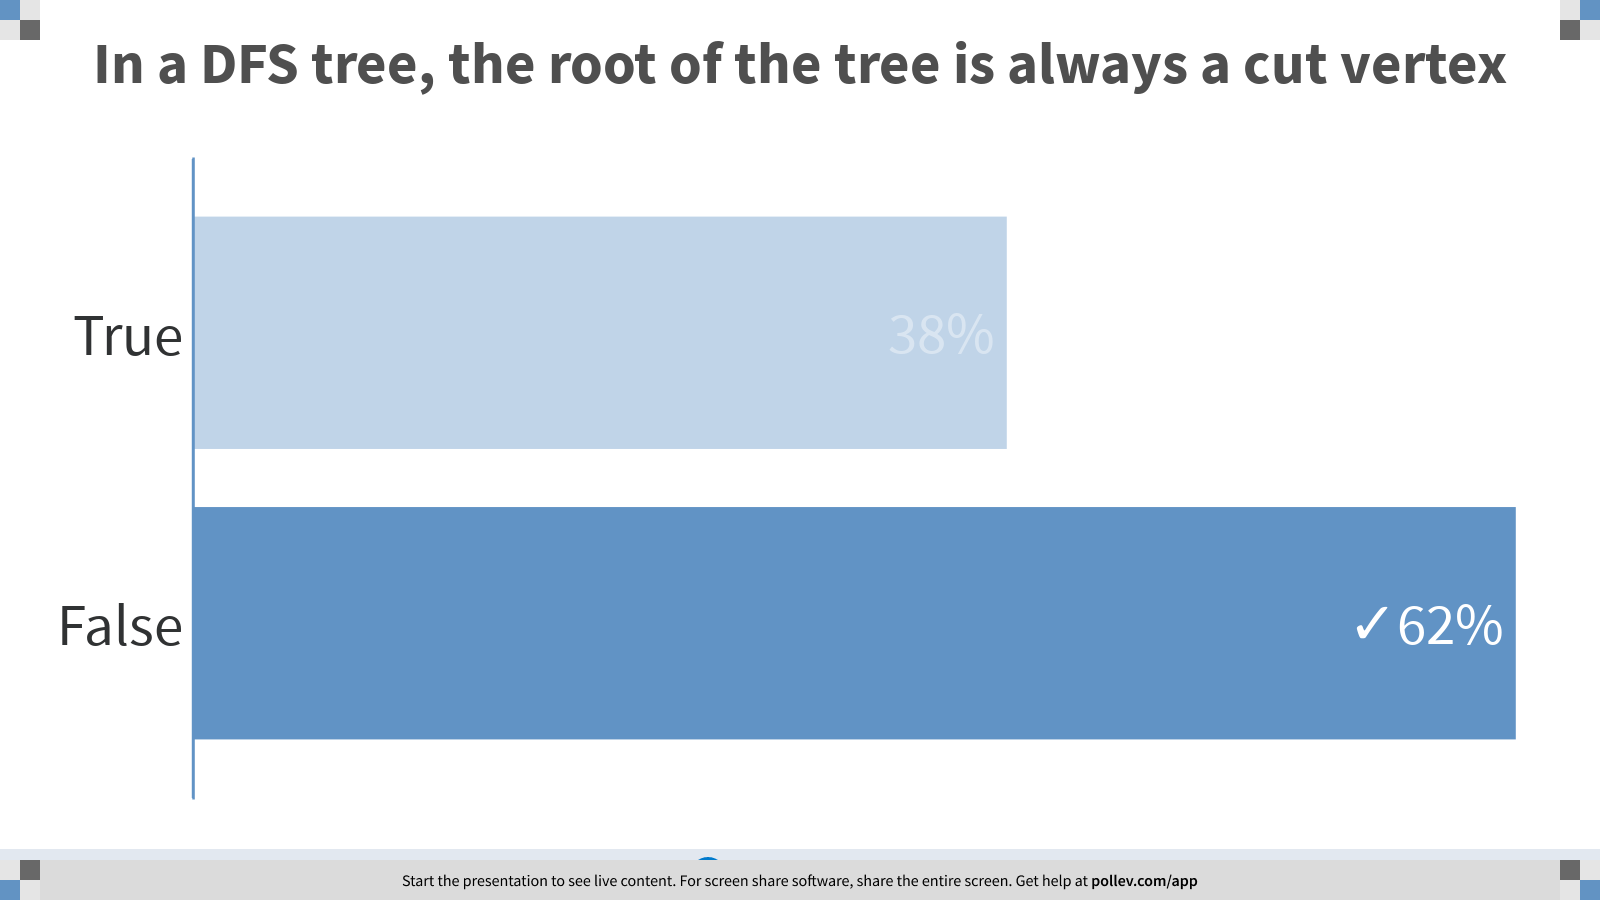 In a DFS tree, the root of the tree is always a cut vertex
True
38%
False
✓62%
Start the presentation to see live content. For screen share software, share the entire screen. Get help at pollev.com/app